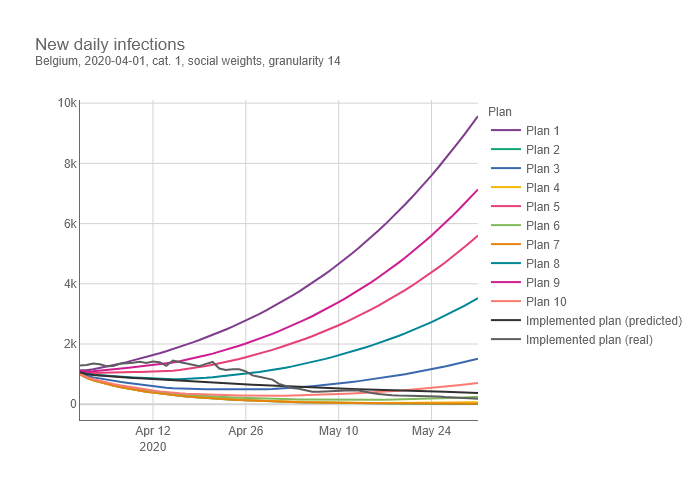 New daily infections
Belgium, 2020-04-01, cat. 1, social weights, granularity 14
10k
8k
6k
4k
2k
0
Apr 12
2020
Apr 26
May 10
May 24
Plan
Plan 1
Plan 2
Plan 3
Plan 4
Plan 5
Plan 6
Plan 7
Plan 8
Plan 9
Plan 10
Implemented plan (predicted)
Implemented plan (real)